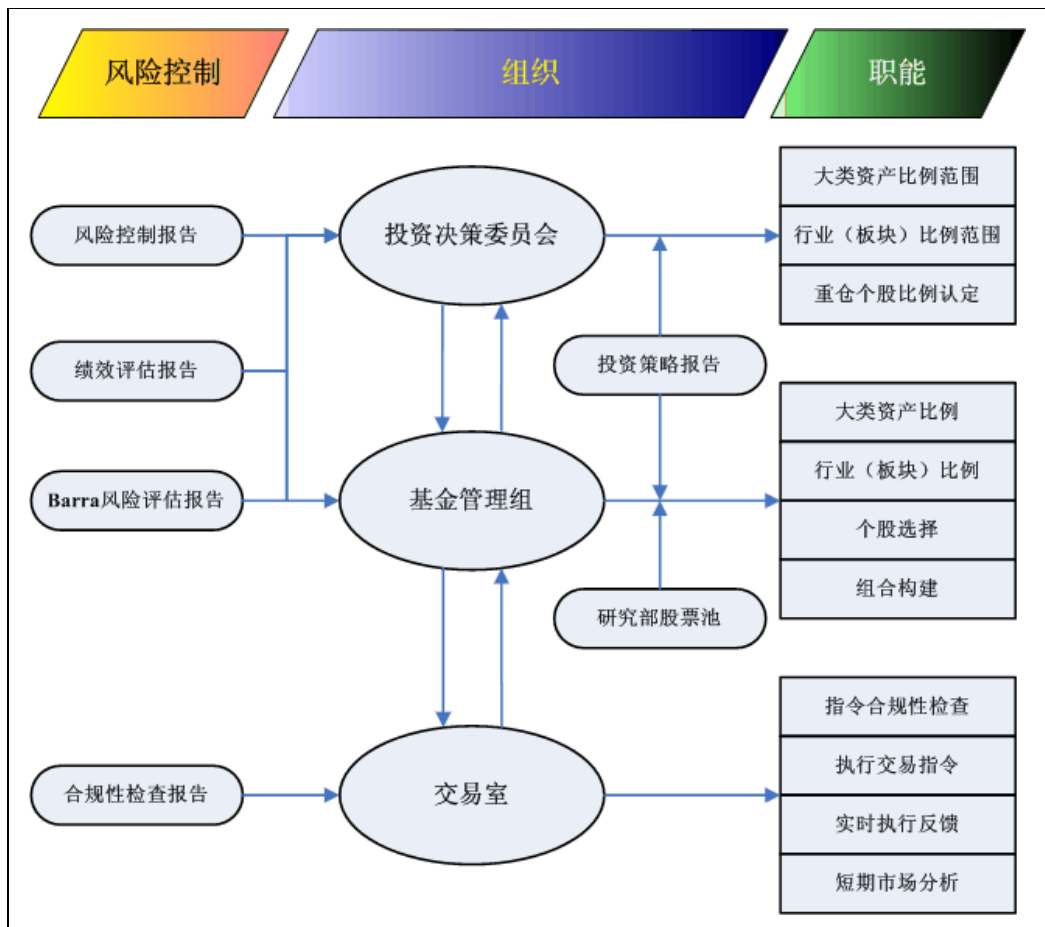 风险控制
组织
职能
大类资产比例范围
风险控制报告
投资决策委员会
行业（板块）比例范围
重仓个股比例认定
绩效评估报告
投资策略报告
大类资产比例
行业（板块）比例
Barra风险评估报告
基金管理组
个股选择
组合构建
研究部股票池
指令合规性检查
执行交易指令
合规性检查报告
交易室
实时执行反馈
短期市场分析